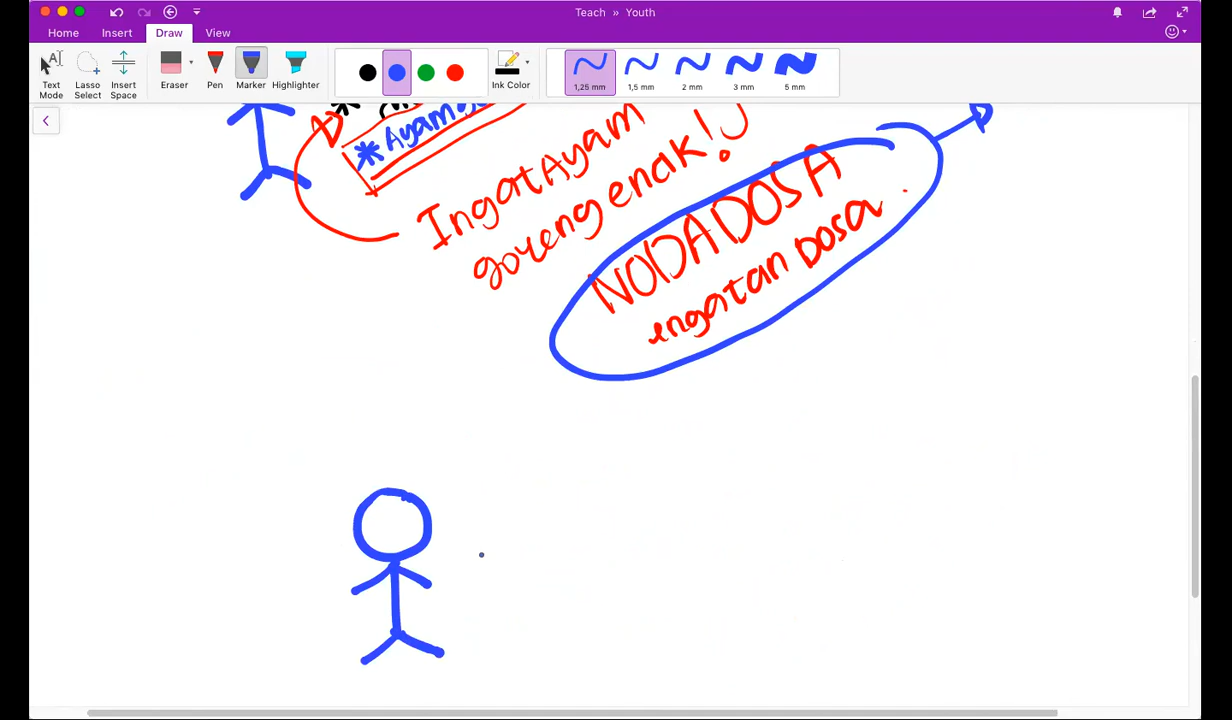 Teach » Youth
Home Insert Draw View
Text Mode
Lasso Select
Insert Space
Eraser
Pen
Marker
Highlighter
Ink Color
1,25 mm
1,5 mm
2 mm
3 mm
5 mm
* Ayam
Ingat Ayam
goreng enak!
NODA DOSA
ingatan DOSA